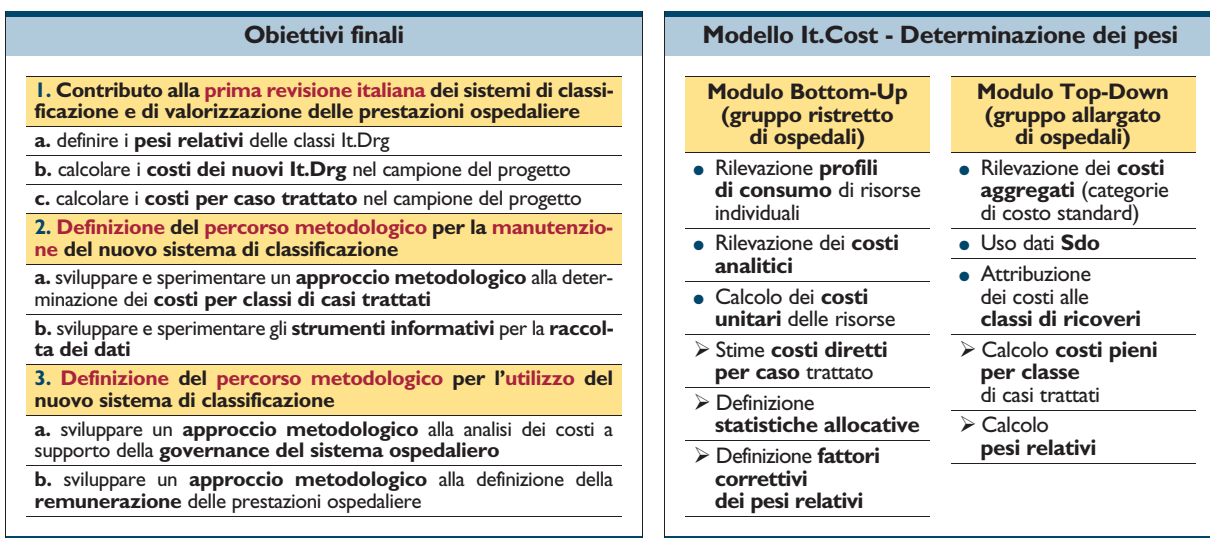 Obiettivi finali
1. Contributo alla prima revisione italiana dei sistemi di classi-
ficazione e di valorizzazione delle prestazioni ospedaliere
a. definire i pesi relativi delle classi It.Drg
b. calcolare i costi dei nuovi It.Drg nel campione del progetto
c. calcolare i costi per caso trattato nel campione del progetto
2. Definizione del percorso metodologico per la manutenzio-
ne del nuovo sistema di classificazione
a. sviluppare e sperimentare un approccio metodologico alla deter-
minazione dei costi per classi di casi trattati
b. sviluppare e sperimentare gli strumenti informativi per la raccol-
ta dei dati
3. Definizione del percorso metodologico per l'utilizzo del
nuovo sistema di classificazione
a. sviluppare un approccio metodologico alla analisi dei costi a
supporto della governance del sistema ospedaliero
b. sviluppare un approccio metodologico alla definizione della
remunerazione delle prestazioni ospedaliere
Modello It.Cost - Determinazione dei pesi
Modulo Bottom-Up
(gruppo ristretto
di ospedali)
● Rilevazione profili
di consumo di risorse
individuali
● Rilevazione dei costi
analitici
● Calcolo dei costi
unitari delle risorse
➢ Stime costi diretti
per caso trattato
➢ Definizione
statistiche allocative
➢ Definizione fattori
correttivi
dei pesi relativi
Modulo Top-Down
(gruppo allargato
di ospedali)
● Rilevazione dei costi
aggregati (categorie
di costo standard)
● Uso dati Sdo
● Attribuzione
dei costi alle
classi di ricoveri
➢ Calcolo costi pieni
per classe
di casi trattati
➢ Calcolo
pesi relativi